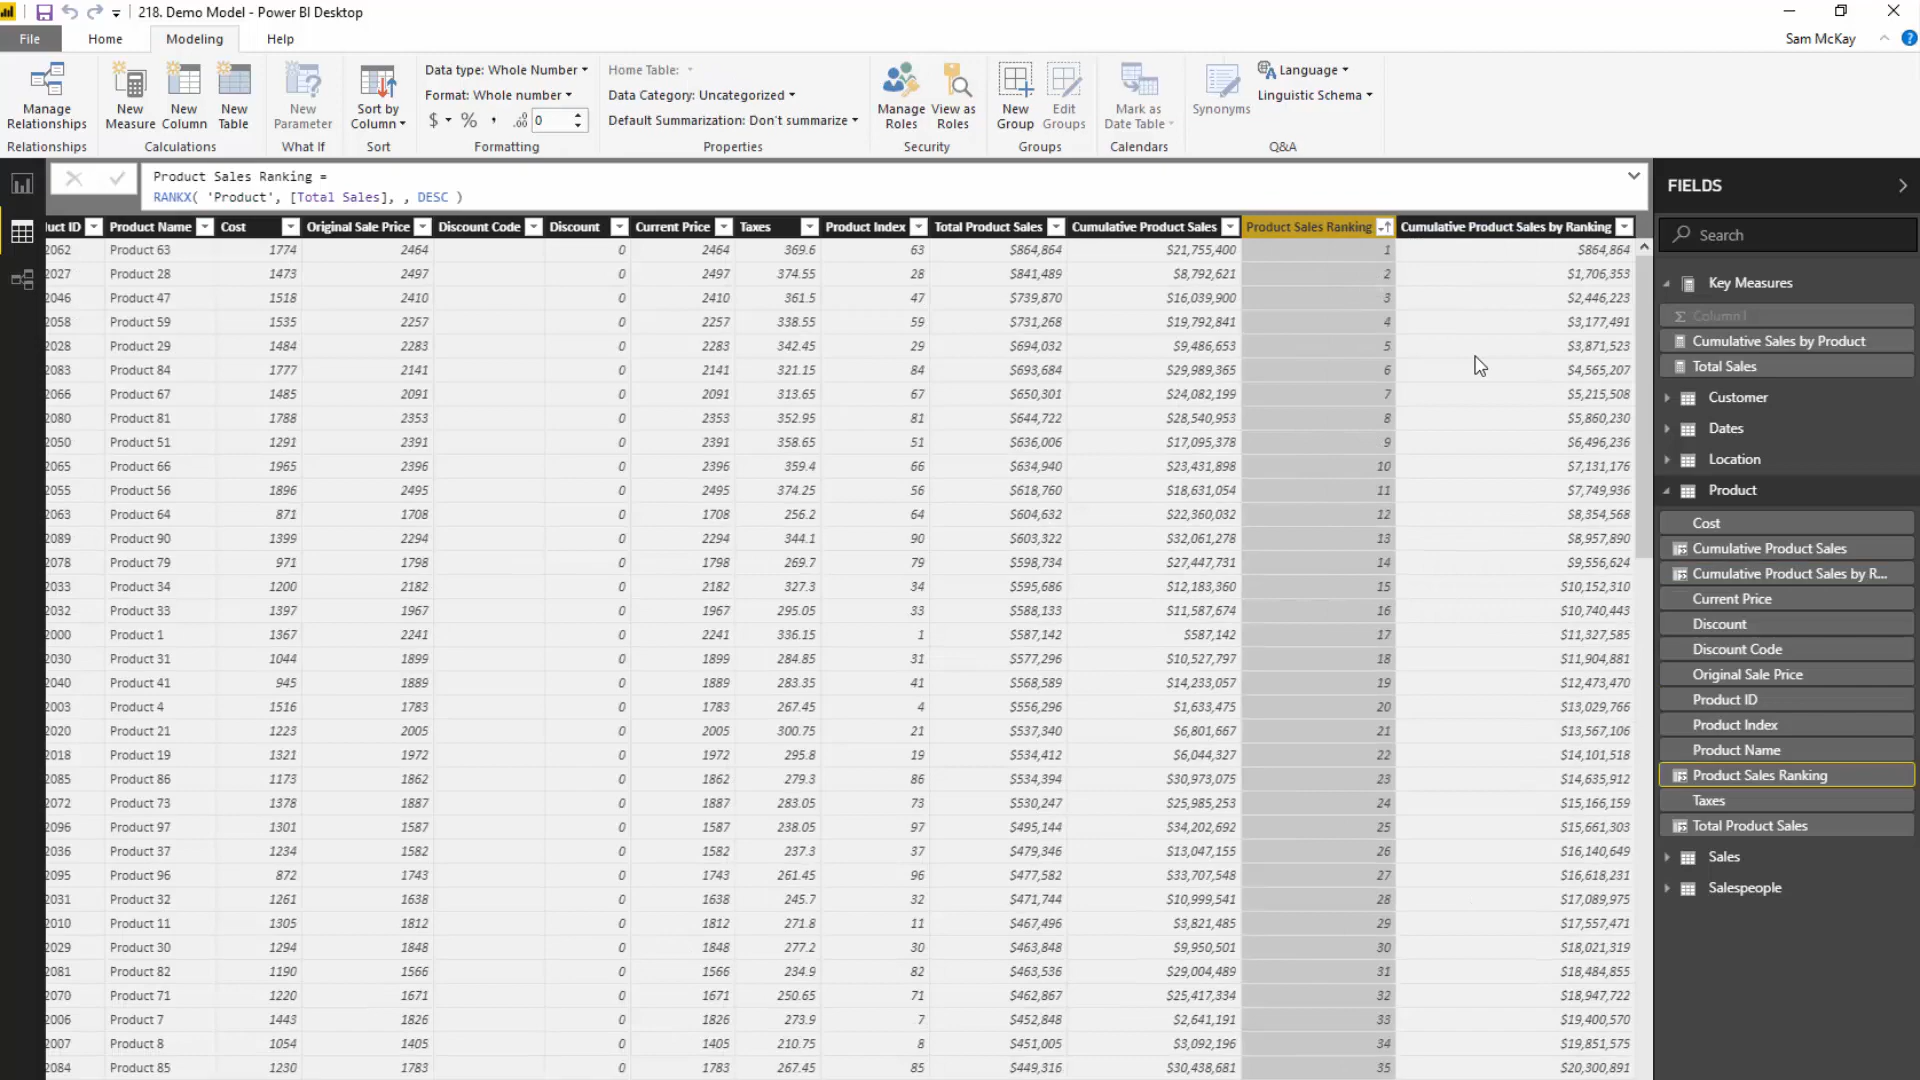 218. Demo Model - Power BI Desktop
File Home Modeling Help Sam McKay
Manage Relationships
New Measure
New Column
New Table
New Parameter
Sort by Column
Data type: Whole Number
Format: Whole number
$ % , .00 0
Home Table:
Data Category: Uncategorized
Default Summarization: Don't summarize
Manage Roles
View as Roles
New Group
Edit Groups
Mark as Date Table
Synonyms
Language
Linguistic Schema
Relationships Calculations What If Sort Formatting Properties Security Groups Calendars Q&A
Product Sales Ranking =
RANKX( 'Product', [Total Sales], , DESC )
uct ID Product Name Cost Original Sale Price Discount Code Discount Current Price Taxes Product Index Total Product Sales Cumulative Product Sales Product Sales Ranking Cumulative Product Sales by Ranking
2062 Product 63 1774 2464 0 2464 369.6 63 $864,864 $21,755,400 1 $864,864
2027 Product 28 1473 2497 0 2497 374.55 28 $841,489 $8,792,621 2 $1,706,353
2046 Product 47 1518 2410 0 2410 361.5 47 $739,870 $16,039,900 3 $2,446,223
2058 Product 59 1535 2257 0 2257 338.55 59 $731,268 $19,792,841 4 $3,177,491
2028 Product 29 1484 2283 0 2283 342.45 29 $694,032 $9,486,653 5 $3,871,523
2083 Product 84 1777 2141 0 2141 321.15 84 $693,684 $29,989,365 6 $4,565,207
2066 Product 67 1485 2091 0 2091 313.65 67 $650,301 $24,082,199 7 $5,215,508
2080 Product 81 1788 2353 0 2353 352.95 81 $644,722 $28,540,953 8 $5,860,230
2050 Product 51 1291 2391 0 2391 358.65 51 $636,006 $17,095,378 9 $6,496,236
2065 Product 66 1965 2396 0 2396 359.4 66 $634,940 $23,431,898 10 $7,131,176
2055 Product 56 1896 2495 0 2495 374.25 56 $618,760 $18,631,054 11 $7,749,936
2063 Product 64 871 1708 0 1708 256.2 64 $604,632 $22,360,032 12 $8,354,568
2089 Product 90 1399 2294 0 2294 344.1 90 $603,322 $32,061,278 13 $8,957,890
2078 Product 79 971 1798 0 1798 269.7 79 $598,734 $27,447,731 14 $9,556,624
2033 Product 34 1200 2182 0 2182 327.3 34 $595,686 $12,183,360 15 $10,152,310
2032 Product 33 1397 1967 0 1967 295.05 33 $588,133 $11,587,674 16 $10,740,443
2000 Product 1 1367 2241 0 2241 336.15 1 $587,142 $587,142 17 $11,327,585
2030 Product 31 1044 1899 0 1899 284.85 31 $577,296 $10,527,797 18 $11,904,881
2040 Product 41 945 1889 0 1889 283.35 41 $568,589 $14,233,057 19 $12,473,470
2003 Product 4 1516 1783 0 1783 267.45 4 $556,296 $1,633,475 20 $13,029,766
2020 Product 21 1223 2005 0 2005 300.75 21 $537,340 $6,801,667 21 $13,567,106
2018 Product 19 1321 1972 0 1972 295.8 19 $534,412 $6,044,327 22 $14,101,518
2085 Product 86 1173 1862 0 1862 279.3 86 $534,394 $30,973,075 23 $14,635,912
2072 Product 73 1378 1887 0 1887 283.05 73 $530,247 $25,985,253 24 $15,166,159
2096 Product 97 1301 1587 0 1587 238.05 97 $495,144 $34,202,692 25 $15,661,303
2036 Product 37 1234 1582 0 1582 237.3 37 $479,346 $13,047,155 26 $16,140,649
2095 Product 96 872 1743 0 1743 261.45 96 $477,582 $33,707,548 27 $16,618,231
2031 Product 32 1261 1638 0 1638 245.7 32 $471,744 $10,999,541 28 $17,089,975
2010 Product 11 1305 1812 0 1812 271.8 11 $467,496 $3,821,485 29 $17,557,471
2029 Product 30 1294 1848 0 1848 277.2 30 $463,848 $9,950,501 30 $18,021,319
2081 Product 82 1190 1566 0 1566 234.9 82 $463,536 $29,004,489 31 $18,484,855
2070 Product 71 1220 1671 0 1671 250.65 71 $462,867 $25,417,334 32 $18,947,722
2006 Product 7 1443 1826 0 1826 273.9 7 $452,848 $2,641,191 33 $19,400,570
2007 Product 8 1054 1405 0 1405 210.75 8 $451,005 $3,092,196 34 $19,851,575
2084 Product 85 1230 1783 0 1783 267.45 85 $449,316 $30,438,681 35 $20,300,891
FIELDS
Search
Key Measures
Column1
Cumulative Sales by Product
Total Sales
Customer
Dates
Location
Product
Cost
Cumulative Product Sales
Cumulative Product Sales by R...
Current Price
Discount
Discount Code
Original Sale Price
Product ID
Product Index
Product Name
Product Sales Ranking
Taxes
Total Product Sales
Sales
Salespeople